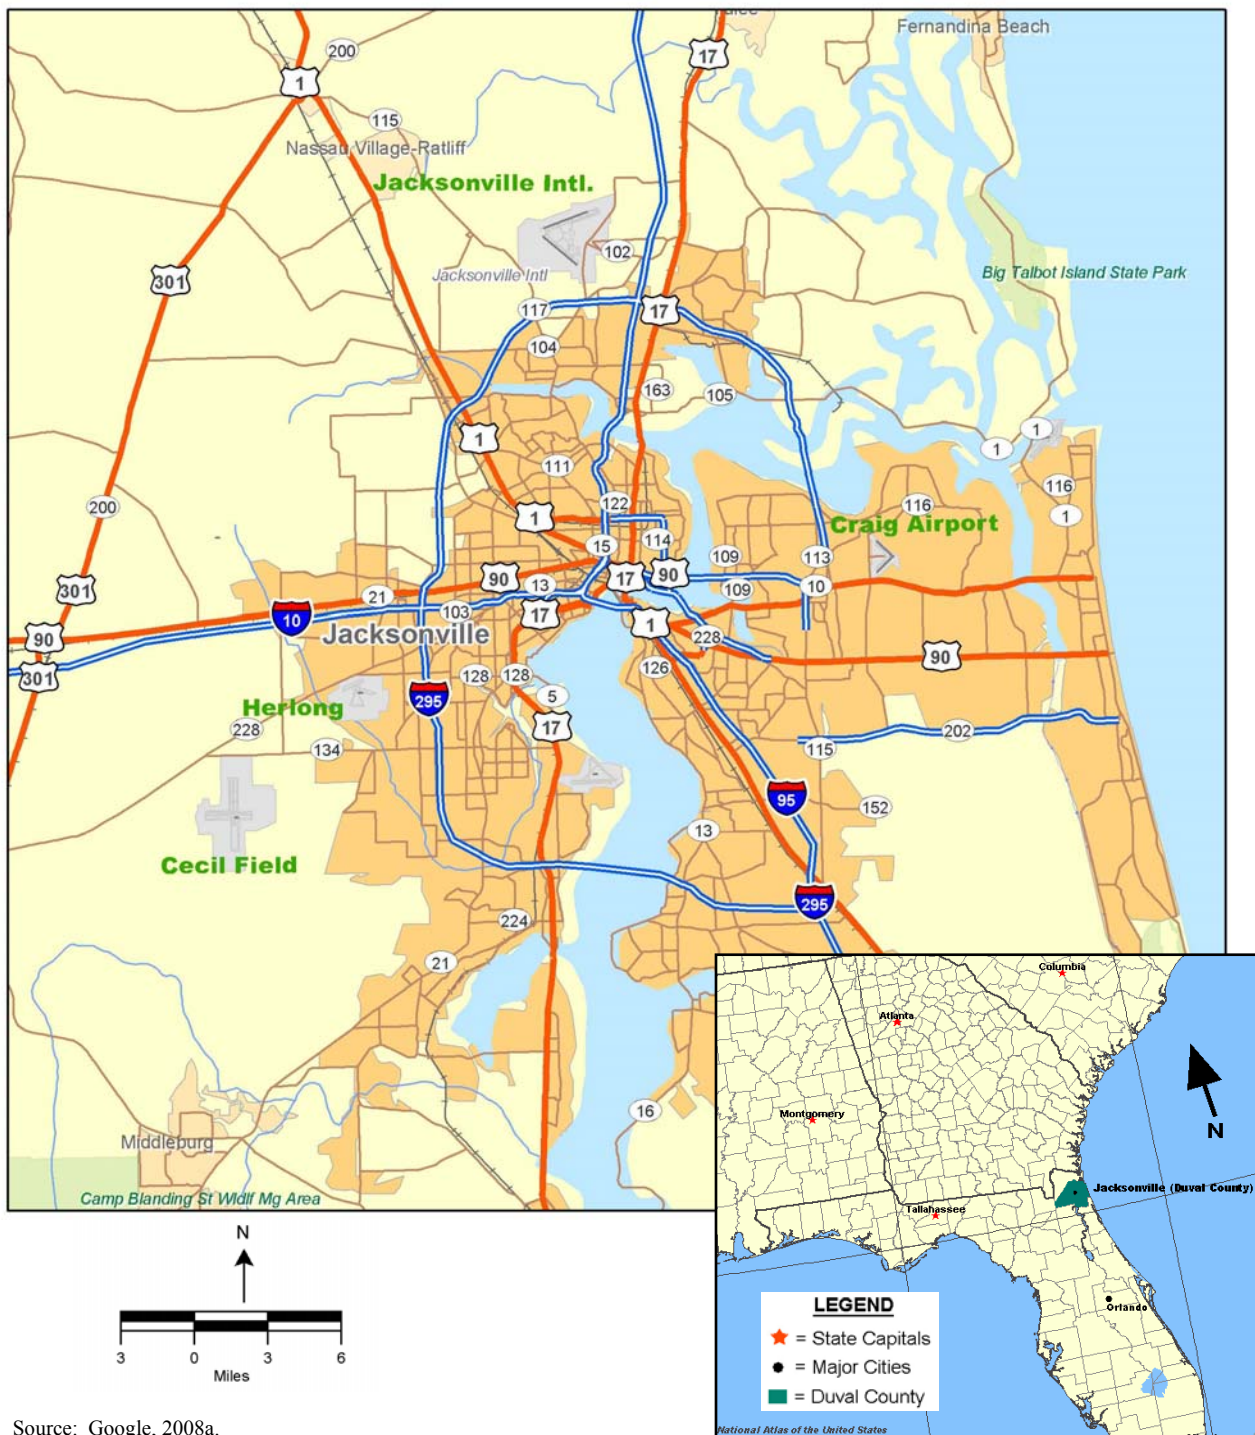 Fernandina Beach
200
17
1
115
Nassau Village-Ratliff
Jacksonville Intl.
102
Jacksonville Intl
Big Talbot Island State Park
301
117
17
104
163
105
1
1
1
111
116
116
200
122
1
1
Craig Airport
15
114
109
113
90
17
90
10
301
21
13
109
103
17
10
1
90
Jacksonville
228
90
301
126
128
128
295
5
Herlong
17
228
202
134
115
95
152
13
Cecil Field
295
224
21
16
Middleburg
Camp Blanding St Wldlf Mg Area
Columbia
Atlanta
Montgomery
N
Jacksonville (Duval County)
Tallahassee
Orlando
LEGEND
= State Capitals
= Major Cities
= Duval County
National Atlas of the United States
N
3 0 3 6
Miles
Source: Google, 2008a.